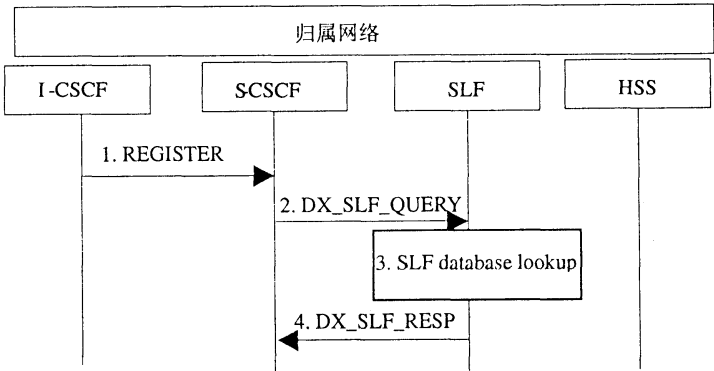 归属网络
I-CSCF
S-CSCF
SLF
HSS
1. REGISTER
2. DX_SLF_QUERY
3. SLF database lookup
4. DX_SLF_RESP